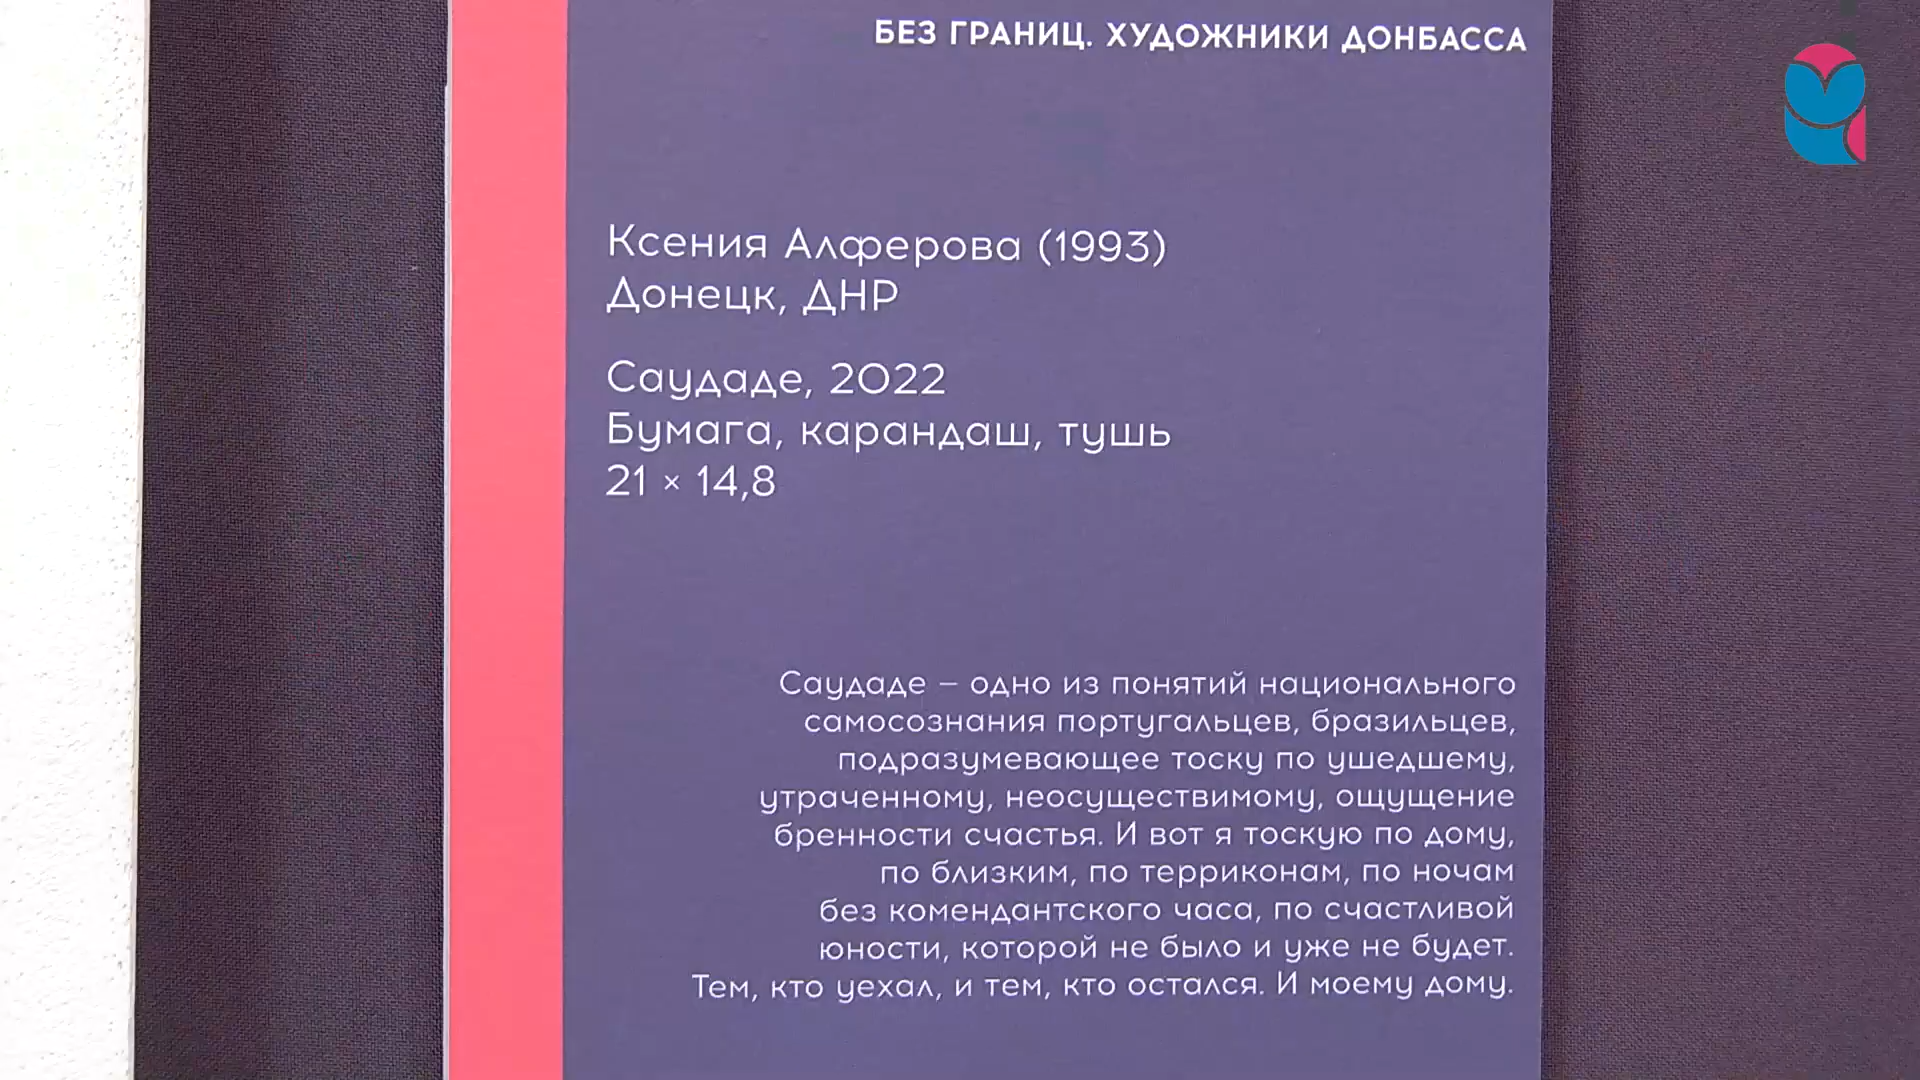 БЕЗ ГРАНИЦ. ХУДОЖНИКИ ДОНБАССА
Ксения Алферова (1993)
Донецк, ДНР
Саудаде, 2022
Бумага, карандаш, тушь
21 × 14,8
Саудаде – одно из понятий национального
самосознания португальцев, бразильцев,
подразумевающее тоску по ушедшему,
утраченному, неосуществимому, ощущение
бренности счастья. И вот я тоскую по дому,
по близким, по терриконам, по ночам
без комендантского часа, по счастливой
юности, которой не было и уже не будет.
Тем, кто уехал, и тем, кто остался. И моему дому.